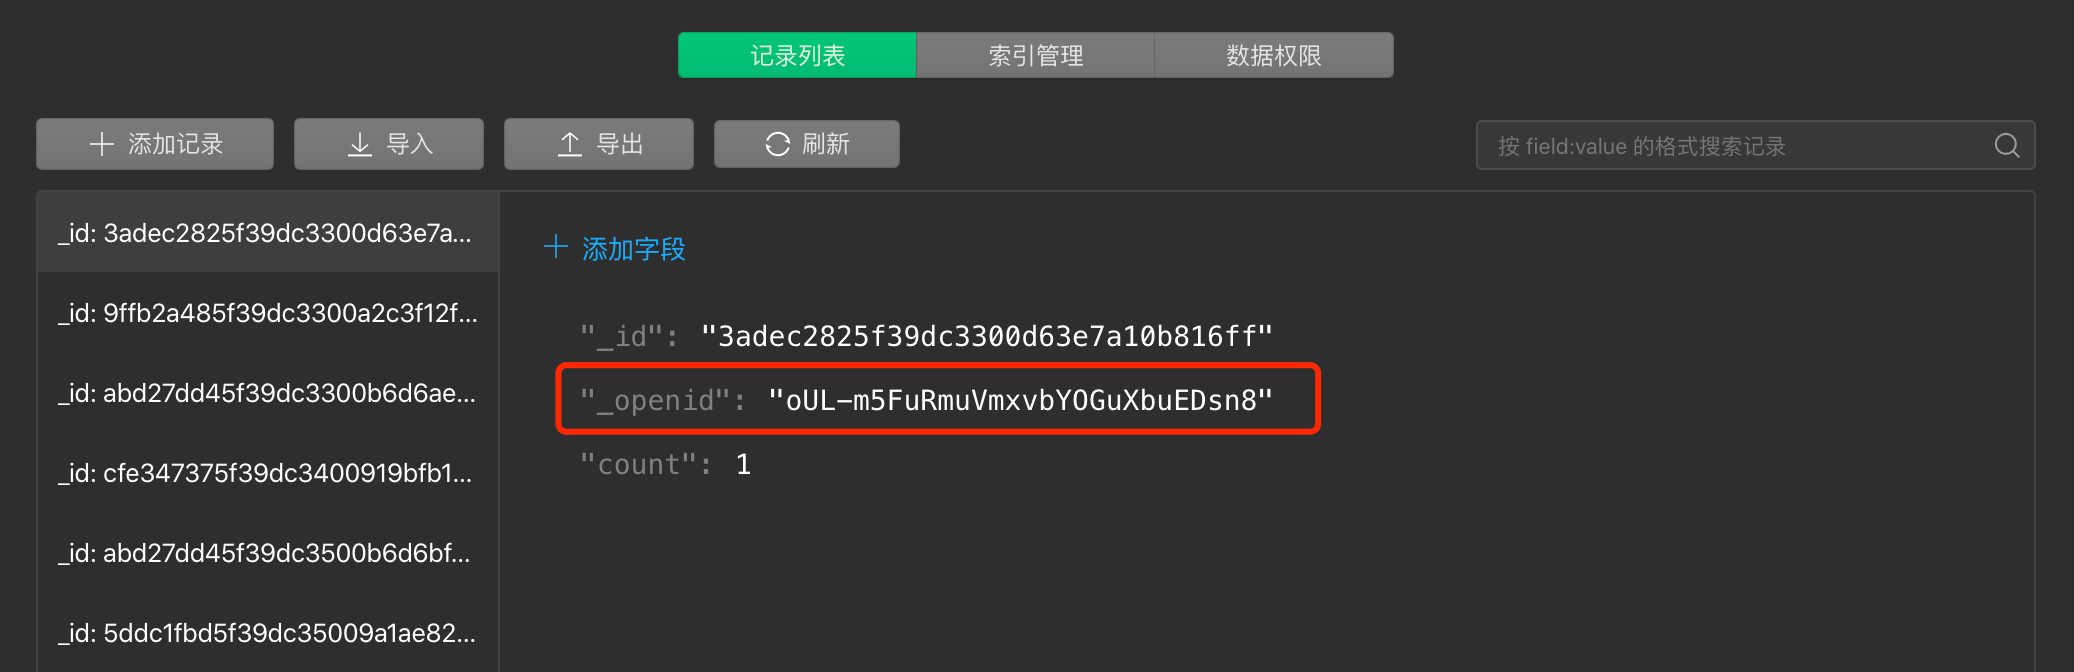 记录列表 索引管理 数据权限
添加记录 导入 导出 刷新 按 field:value 的格式搜索记录
_id: 3adec2825f39dc3300d63e7a...
_id: 9ffb2a485f39dc3300a2c3f12f...
_id: abd27dd45f39dc3300b6d6ae...
_id: cfe347375f39dc3400919bfb1...
_id: abd27dd45f39dc3500b6d6bf...
_id: 5ddc1fbd5f39dc35009a1ae82...
添加字段
"_id": "3adec2825f39dc3300d63e7a10b816ff"
"_openid": "oUL-m5FuRmuVmxvbYOGuXbuEDsn8"
"count": 1